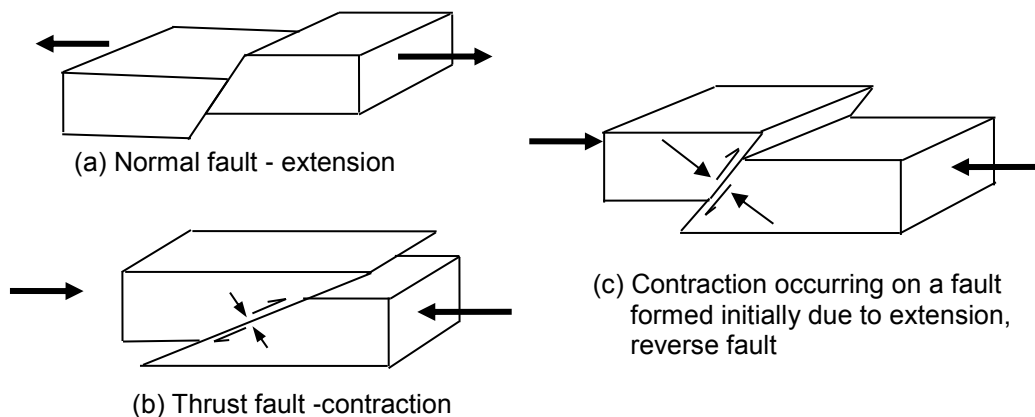 (a) Normal fault - extension
(b) Thrust fault -contraction
(c) Contraction occurring on a fault
formed initially due to extension,
reverse fault